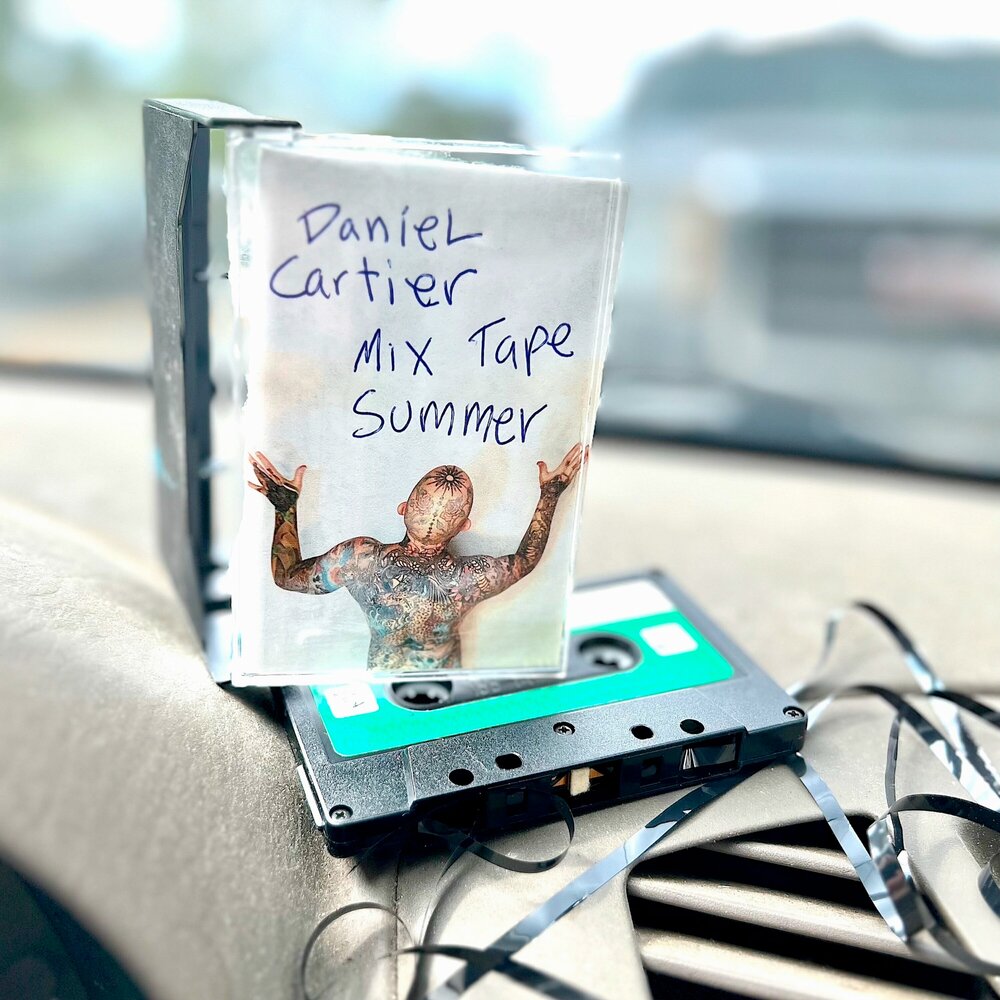 Daniel
Cartier
Mix Tape
Summer